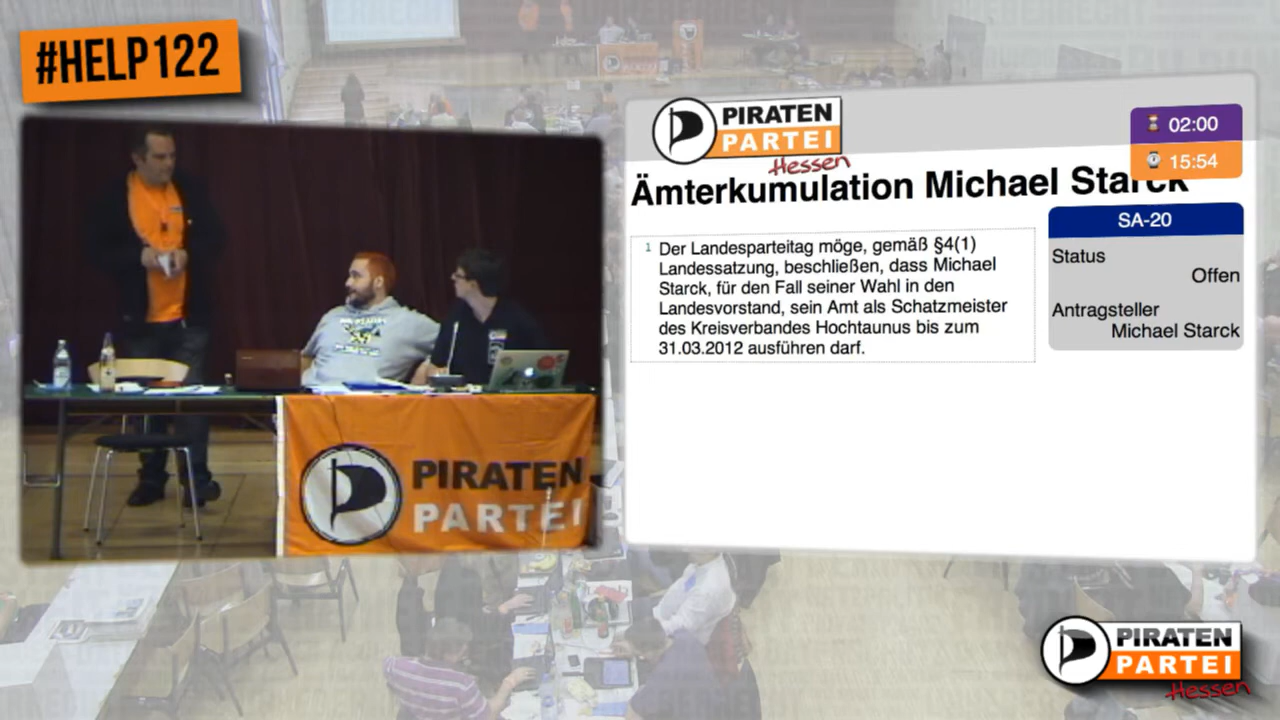 #HELP122
PIRATEN
PARTEI
Hessen
02:00
15:54
Ämterkumulation Michael Starck
SA-20
1 Der Landesparteitag möge, gemäß §4(1)
Landessatzung, beschließen, dass Michael
Starck, für den Fall seiner Wahl in den
Landesvorstand, sein Amt als Schatzmeister
des Kreisverbandes Hochtaunus bis zum
31.03.2012 ausführen darf.
Status
Offen
Antragsteller
Michael Starck
PIRATEN
PARTEI
PIRATEN
PARTEI
Hessen